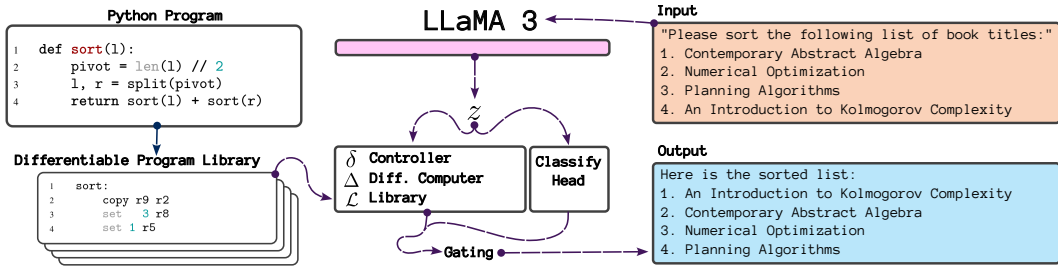 Python Program
1 def sort(l):
2 pivot = len(l) // 2
3 l, r = split(pivot)
4 return sort(l) + sort(r)
Differentiable Program Library
1 sort:
2 copy r9 r2
3 set 3 r8
4 set 1 r5
LLaMA 3
z
δ Controller
Δ Diff. Computer
ℒ Library
Classify
Head
Gating
Input
"Please sort the following list of book titles:"
1. Contemporary Abstract Algebra
2. Numerical Optimization
3. Planning Algorithms
4. An Introduction to Kolmogorov Complexity
Output
Here is the sorted list:
1. An Introduction to Kolmogorov Complexity
2. Contemporary Abstract Algebra
3. Numerical Optimization
4. Planning Algorithms